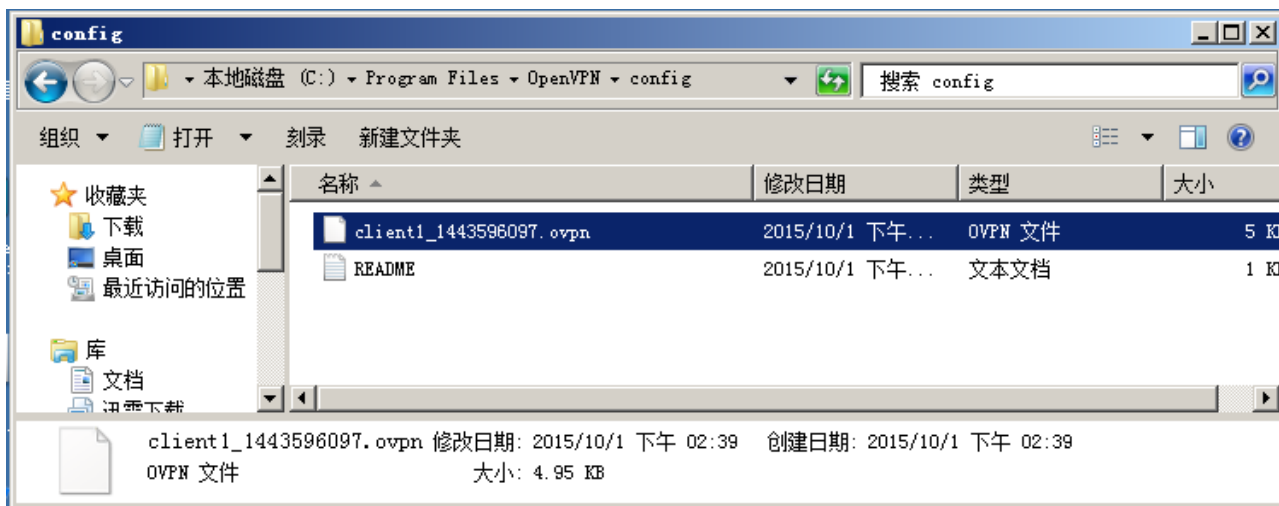 config
本地磁盘 (C:) Program Files OpenVPN config
搜索 config
组织 打开 刻录 新建文件夹
收藏夹
下载
桌面
最近访问的位置
库
文档
迅雷下载
名称 修改日期 类型 大小
client1_1443596097.ovpn 2015/10/1 下午... OVPN 文件 5
README 2015/10/1 下午... 文本文档 1
client1_1443596097.ovpn 修改日期: 2015/10/1 下午 02:39 创建日期: 2015/10/1 下午 02:39
OVPN 文件 大小: 4.95 KB